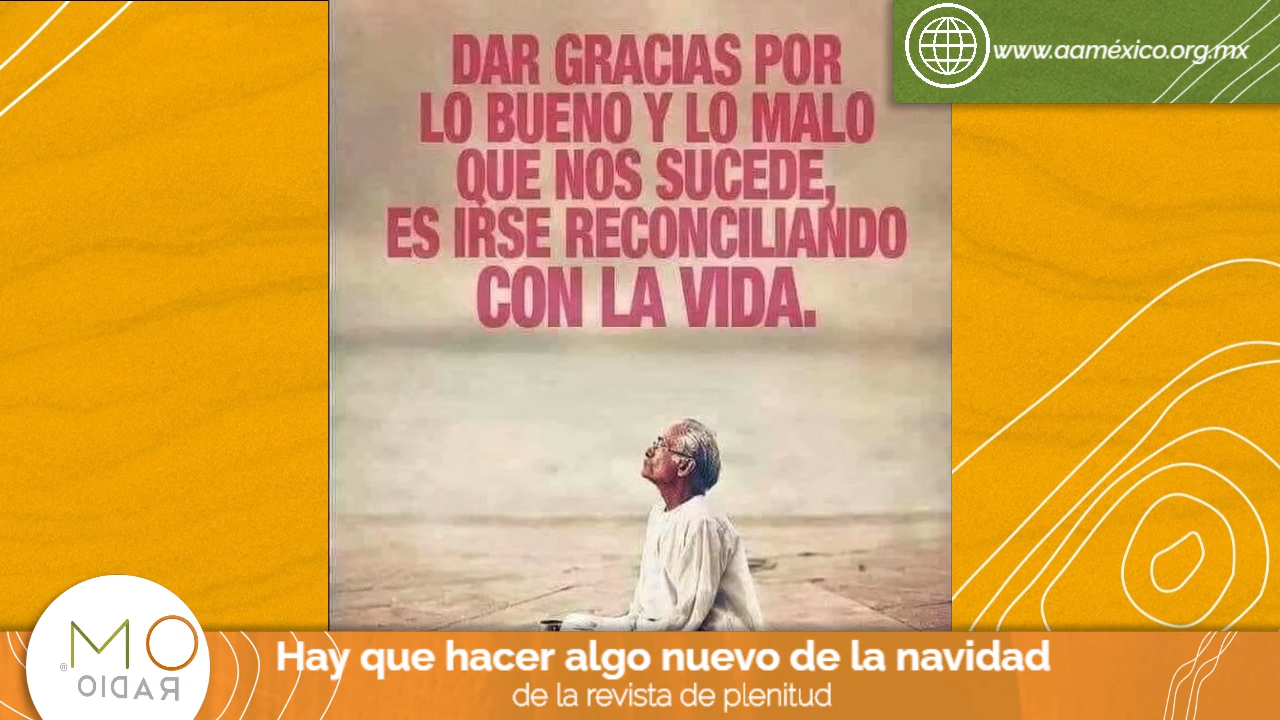 DAR GRACIAS POR
LO BUENO Y LO MALO
QUE NOS SUCEDE,
ES IRSE RECONCILIANDO
CON LA VIDA.
www.aaméxico.org.mx
Hay que hacer algo nuevo de la navidad
de la revista de plenitud
OM®
RADIO